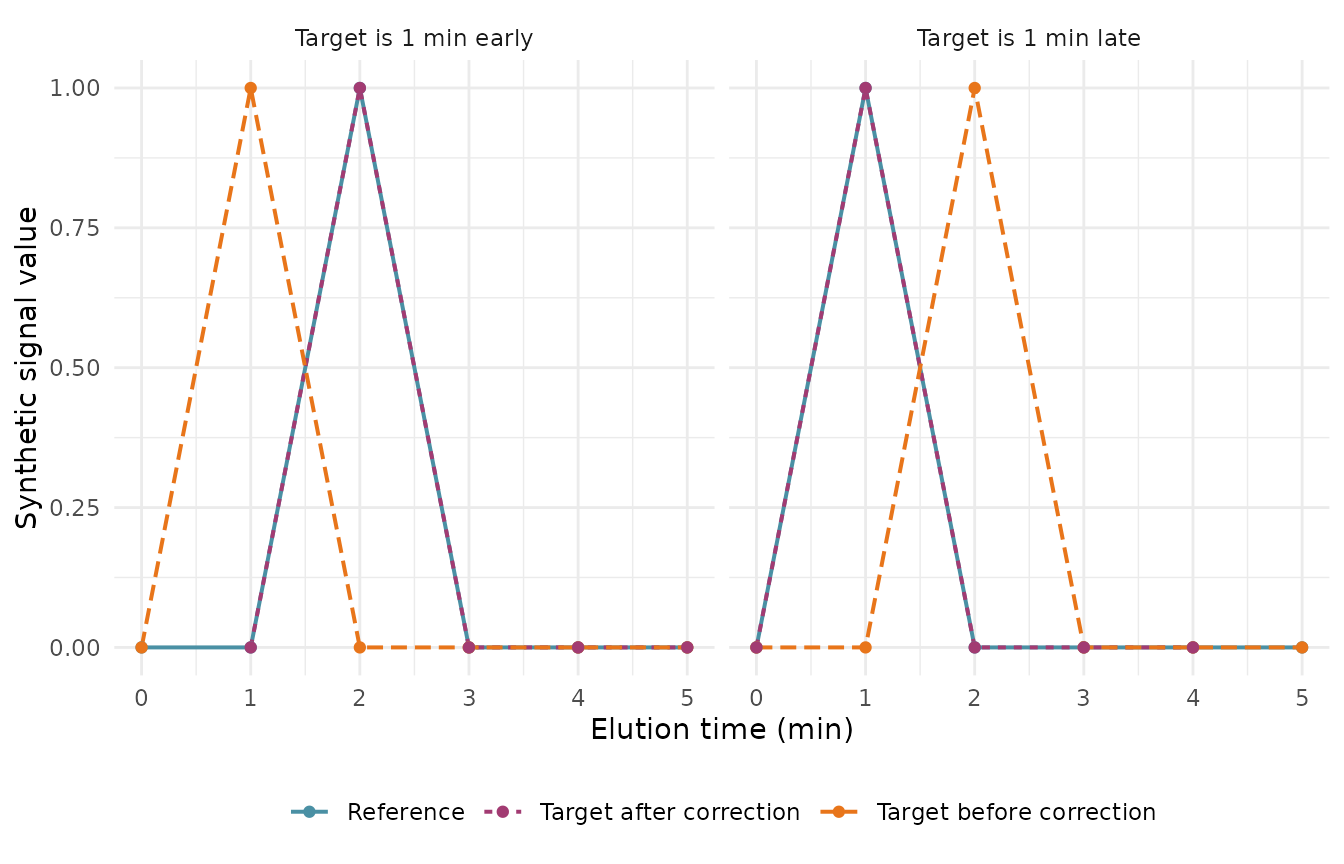 Target is 1 min early
Target is 1 min late
Synthetic signal value
1.00
0.75
0.50
0.25
0.00
0 1 2 3 4 5
0 1 2 3 4 5
Elution time (min)
Reference Target after correction Target before correction